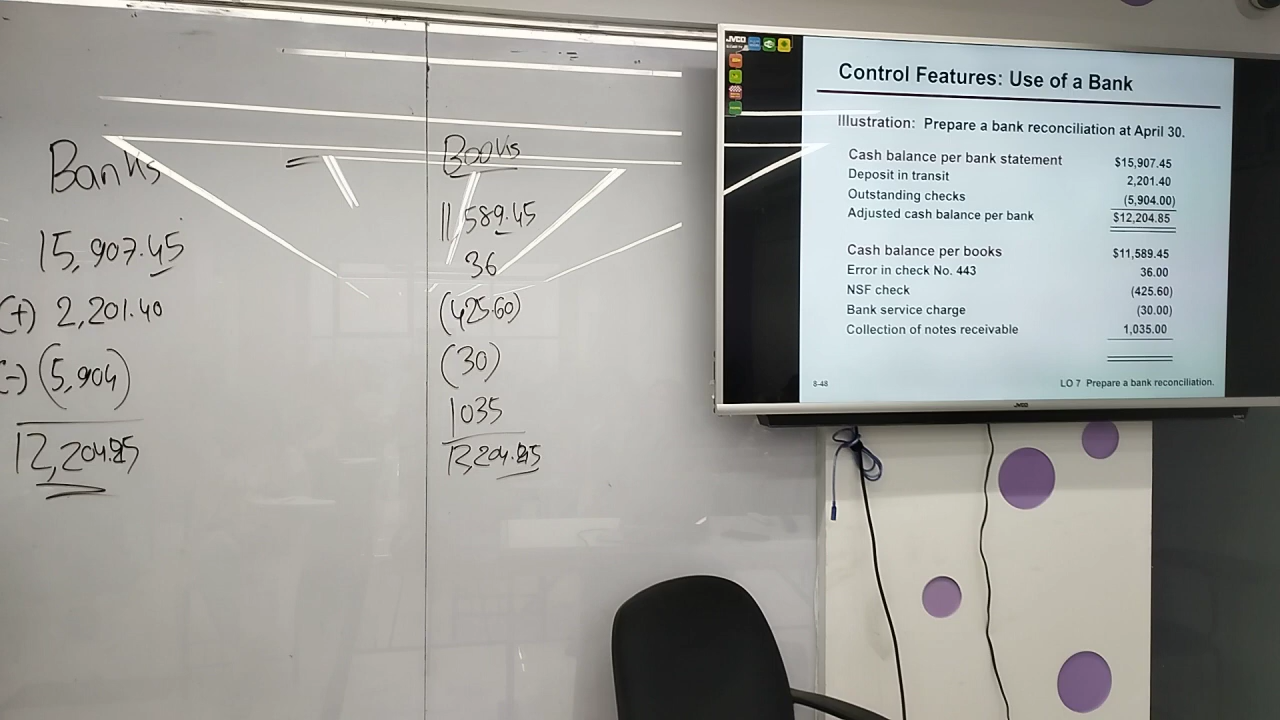 Banks = Books
15,907.45
(+) 2,201.40
(-) (5,904)
12,204.85
11,589.45
36
(425.60)
(30)
1035
12,204.85
JVCO
Control Features: Use of a Bank
Illustration: Prepare a bank reconciliation at April 30.
Cash balance per bank statement $15,907.45
Deposit in transit 2,201.40
Outstanding checks (5,904.00)
Adjusted cash balance per bank $12,204.85
Cash balance per books $11,589.45
Error in check No. 443 36.00
NSF check (425.60)
Bank service charge (30.00)
Collection of notes receivable 1,035.00
8-48 LO 7 Prepare a bank reconciliation.
JVCO